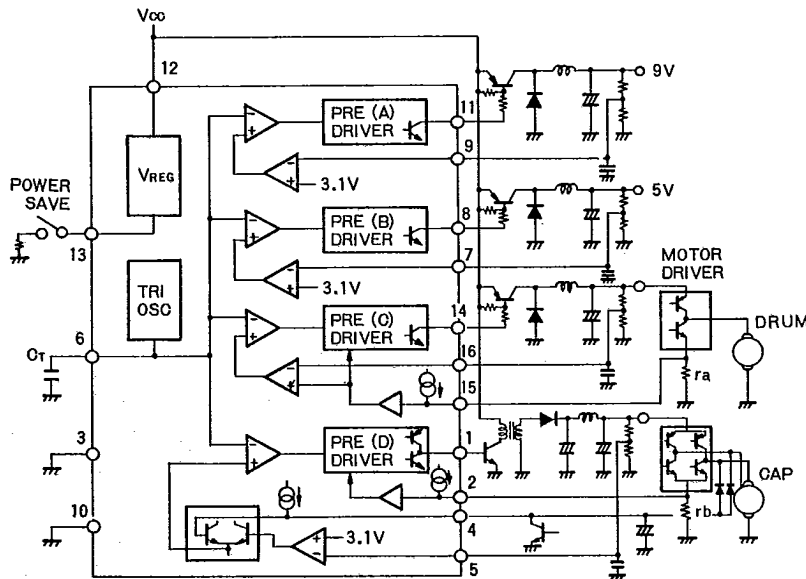 Vcc
12
11
PRE (A)
DRIVER
9V
9
3.1V
VREG
POWER
SAVE
13
PRE (B)
DRIVER
8
5V
7
3.1V
TRI
OSC
MOTOR
DRIVER
14
PRE (C)
DRIVER
DRUM
6
CT
16
15
ra
3
PRE (D)
DRIVER
1
2
CAP
rb
10
4
3.1V
5